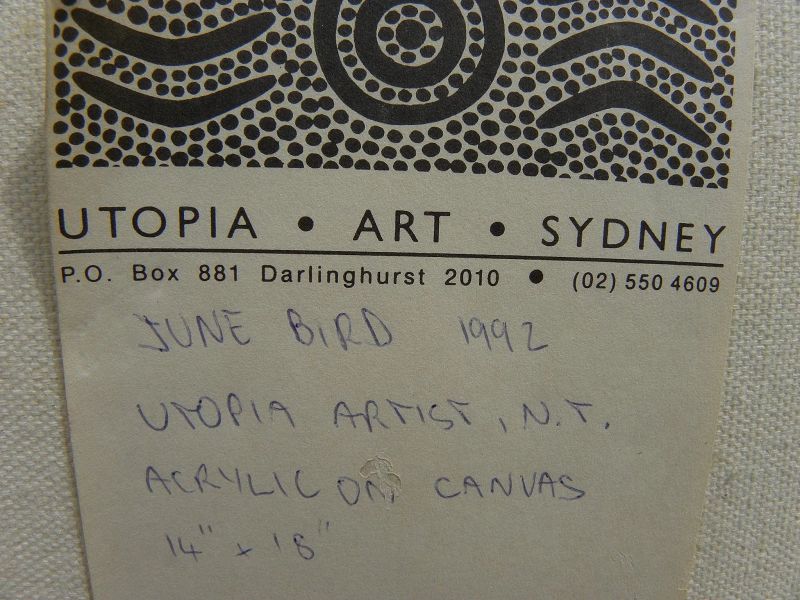 UTOPIA • ART • SYDNEY
P.O. Box 881 Darlinghurst 2010 • (02) 550 4609
JUNE BIRD 1992
UTOPIA ARTIST, N.T.
ACRYLIC ON CANVAS
14" x 18"